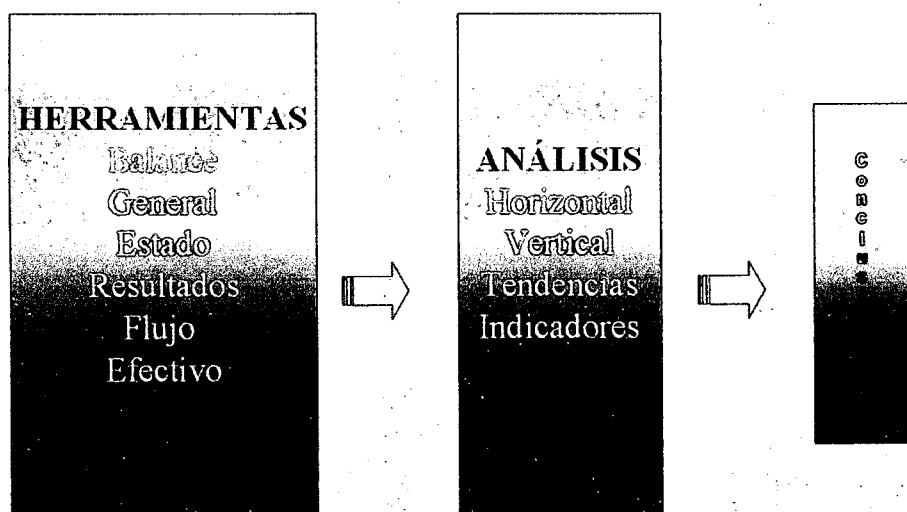 HERRAMIENTAS
Balance
General
Estado
Resultados
Flujo
Efectivo
ANÁLISIS
Horizontal
Vertical
Tendencias
Indicadores